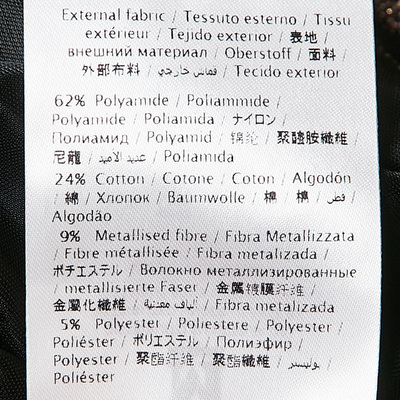 External fabric / Tessuto esterno / Tissu
extérieur / Tejido exterior / 表地 /
внешний материал / Oberstoff / 面料 /
外部布料 / قماس خارجي / Tecido exterior
62% Polyamide / Poliammide /
Polyamide / Poliamida / ナイロン /
Полиамид / Polyamid / 锦纶 / 聚醯胺纖維 /
尼龍 / عديد الاميد / Poliamida
24% Cotton / Cotone / Coton / Algodón
/ 綿 / Хлопок / Baumwolle / 棉 / 棉 / قطن /
Algodão
9% Metallised fibre / Fibra Metallizzata
/ Fibre métallisée / Fibra metalizada /
ポチエステル / Волокно металлизированные
/ metallisierte Faser / 金属镀膜纤维 /
金屬化纖維 / ألياف معدنية / Fibra metalizada
5% Polyester / Poliestere / Polyester /
Poliéster / ポリエステル / Полиэфир /
Polyester / 聚酯纤维 / 聚酯纖維 / بوليستر /
Poliéster